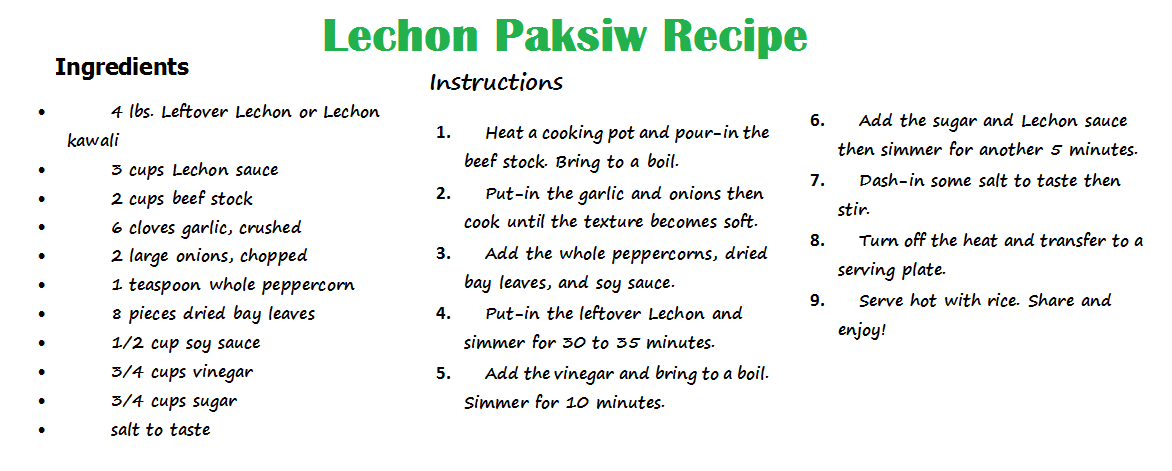 Lechon Paksiw Recipe
Ingredients
• 4 lbs. Leftover Lechon or Lechon
kawali
• 3 cups Lechon sauce
• 2 cups beef stock
• 6 cloves garlic, crushed
• 2 large onions, chopped
• 1 teaspoon whole peppercorn
• 8 pieces dried bay leaves
• 1/2 cup soy sauce
• 3/4 cups vinegar
• 3/4 cups sugar
• salt to taste
Instructions
1. Heat a cooking pot and pour-in the
beef stock. Bring to a boil.
2. Put-in the garlic and onions then
cook until the texture becomes soft.
3. Add the whole peppercorns, dried
bay leaves, and soy sauce.
4. Put-in the leftover Lechon and
simmer for 30 to 35 minutes.
5. Add the vinegar and bring to a boil.
Simmer for 10 minutes.
6. Add the sugar and Lechon sauce
then simmer for another 5 minutes.
7. Dash-in some salt to taste then
stir.
8. Turn off the heat and transfer to a
serving plate.
9. Serve hot with rice. Share and
enjoy!